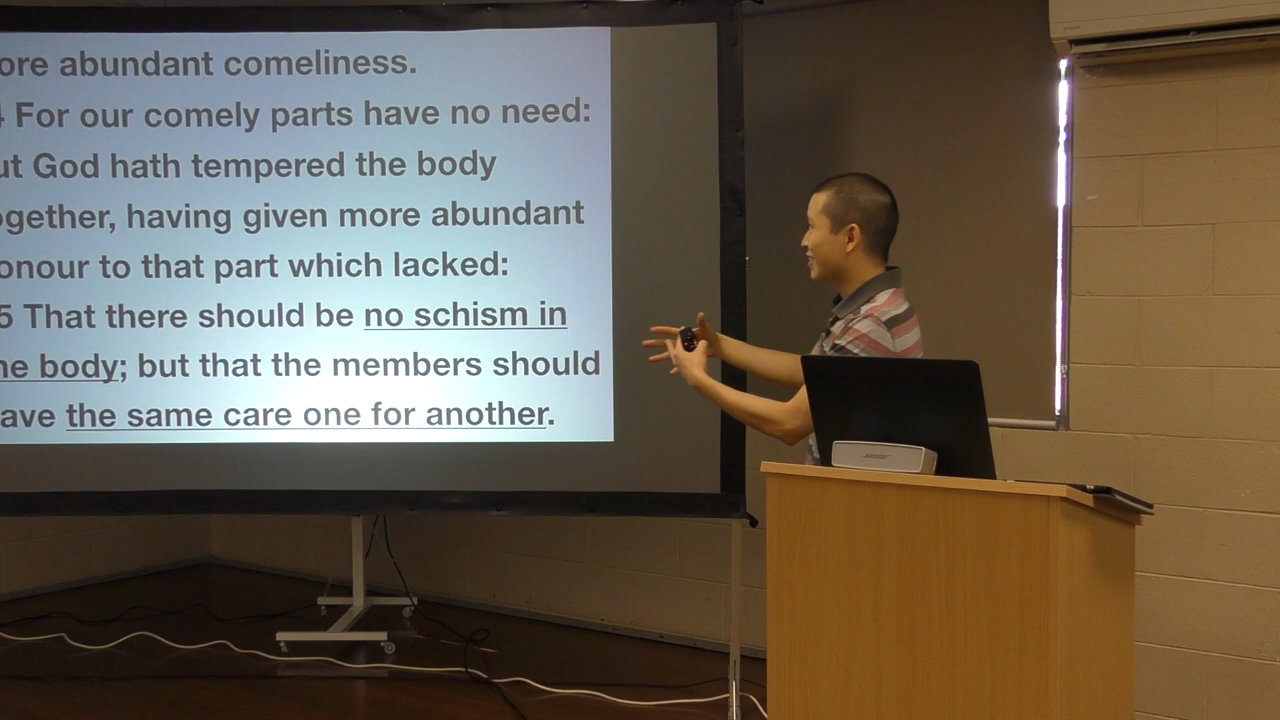 ore abundant comeliness.
4 For our comely parts have no need:
ut God hath tempered the body
ogether, having given more abundant
onour to that part which lacked:
5 That there should be no schism in
he body; but that the members should
ave the same care one for another.
BOSE